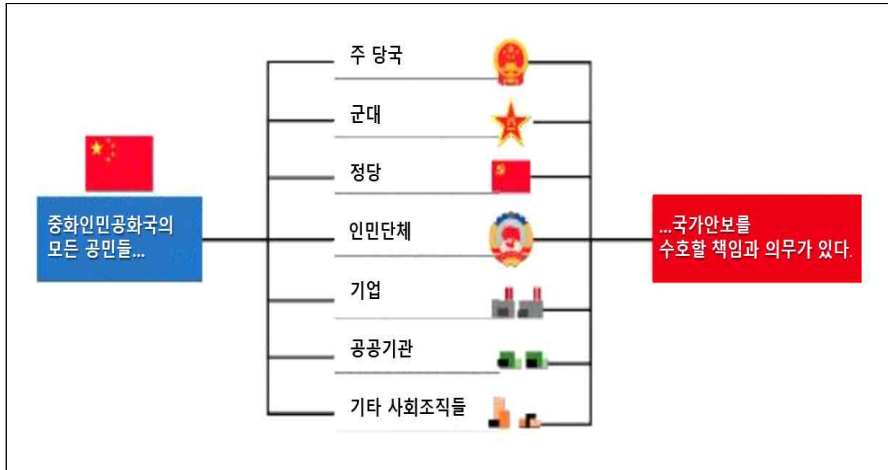 주 당국
군대
정당
인민단체
기업
공공기관
기타 사회조직들
중화인민공화국의
모든 공민들...
...국가안보를
수호할 책임과 의무가 있다.